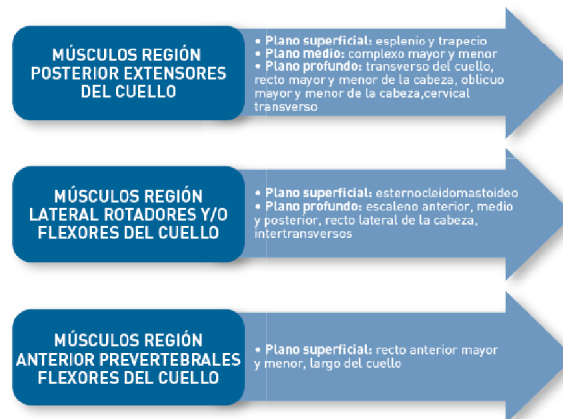 MÚSCULOS REGIÓN
POSTERIOR EXTENSORES
DEL CUELLO
• Plano superficial: esplenio y trapecio
• Plano medio: complexo mayor y menor
• Plano profundo: transverso del cuello,
recto mayor y menor de la cabeza, oblicuo
mayor y menor de la cabeza,cervical
transverso
MÚSCULOS REGIÓN
LATERAL ROTADORES Y/O
FLEXORES DEL CUELLO
• Plano superficial: esternocleidomastoideo
• Plano profundo: escaleno anterior, medio
y posterior, recto lateral de la cabeza,
intertransversos
MÚSCULOS REGIÓN
ANTERIOR PREVERTEBRALES
FLEXORES DEL CUELLO
• Plano superficial: recto anterior mayor
y menor, largo del cuello